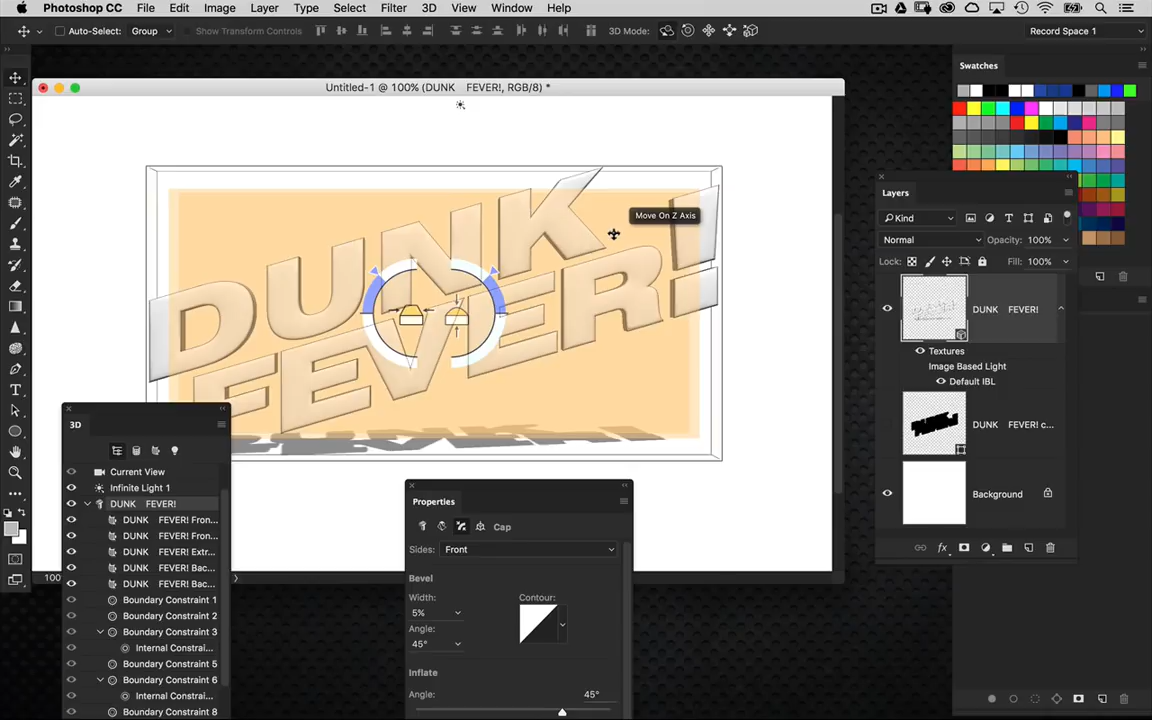 Photoshop CC File Edit Image Layer Type Select Filter 3D View Window Help
Auto-Select: Group Show Transform Controls 3D Mode: Record Space 1
Untitled-1 @ 100% (DUNK FEVER!, RGB/8) *
Swatches
DUNK
FEVER!
Move On Z Axis
Layers
Kind
Normal Opacity: 100%
Lock: Fill: 100%
DUNK FEVER!
Textures
Image Based Light
Default IBL
DUNK FEVER! c...
Background
100
3D
Current View
Infinite Light 1
DUNK FEVER!
DUNK FEVER! Fron...
DUNK FEVER! Fron...
DUNK FEVER! Extr...
DUNK FEVER! Bac...
DUNK FEVER! Bac...
Boundary Constraint 1
Boundary Constraint 2
Boundary Constraint 3
Internal Constrai...
Boundary Constraint 5
Boundary Constraint 6
Internal Constrai...
Boundary Constraint 8
Properties
Cap
Sides: Front
Bevel
Width: Contour:
5%
Angle:
45°
Inflate
Angle: 45°